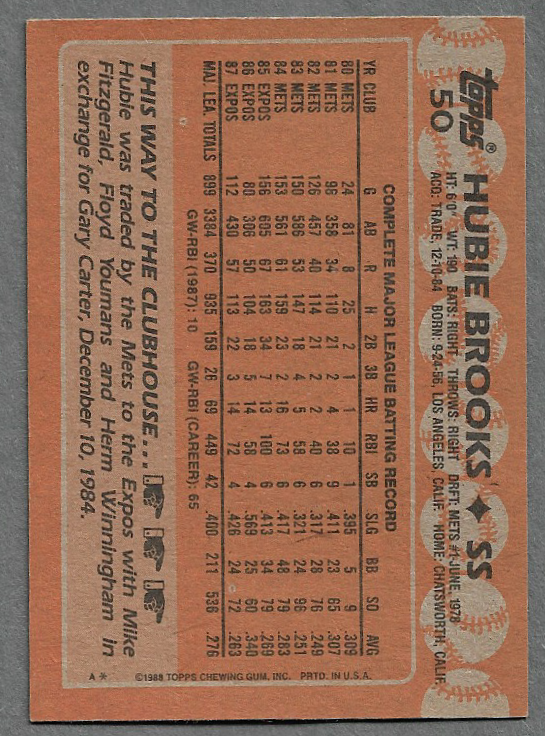 topps®
50
HUBIE BROOKS ♦ SS
HT: 6'0" WT: 190 BATS: RIGHT THROWS: RIGHT DRFT: METS #1-JUNE, 1978
ACQ: TRADE, 12-10-84 BORN: 9-24-56, LOS ANGELES, CALIF. HOME: CHATSWORTH, CALIF.
COMPLETE MAJOR LEAGUE BATTING RECORD
YR CLUB G AB R H 2B 3B HR RBI SB SLG BB SO AVG
80 METS 24 81 8 25 2 1 1 10 1 .395 5 9 .309
81 METS 96 358 34 110 21 2 4 38 9 .411 23 65 .307
82 METS 126 457 40 114 21 2 2 40 6 .317 28 76 .249
83 METS 150 586 53 147 18 4 5 58 6 .321 24 96 .251
84 METS 153 561 61 159 23 2 16 73 6 .417 48 79 .283
85 EXPOS 156 605 67 163 34 7 13 100 6 .413 34 79 .269
86 EXPOS 80 306 50 104 18 5 14 58 4 .569 25 60 .340
87 EXPOS 112 430 57 113 22 3 14 72 4 .426 24 72 .263
MAJ. LEA. TOTALS 899 3384 370 935 158 26 69 449 42 .400 211 536 .276
GW-RBI (1987): 10 GW-RBI (CAREER): 65
THIS WAY TO THE CLUBHOUSE...
Hubie was traded by the Mets to the Expos with Mike
Fitzgerald, Floyd Youmans and Herm Winningham in
exchange for Gary Carter, December 10, 1984.
©1988 TOPPS CHEWING GUM, INC. PRTD. IN U.S.A.
A *